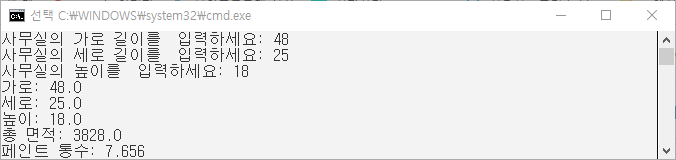 선택 C:₩WINDOWS₩system32₩cmd.exe
사무실의 가로 길이를  입력하세요: 48
사무실의 세로 길이를  입력하세요: 25
사무실의 높이를  입력하세요: 18
가로: 48.0
세로: 25.0
높이: 18.0
총 면적: 3828.0
페인트 통수: 7.656